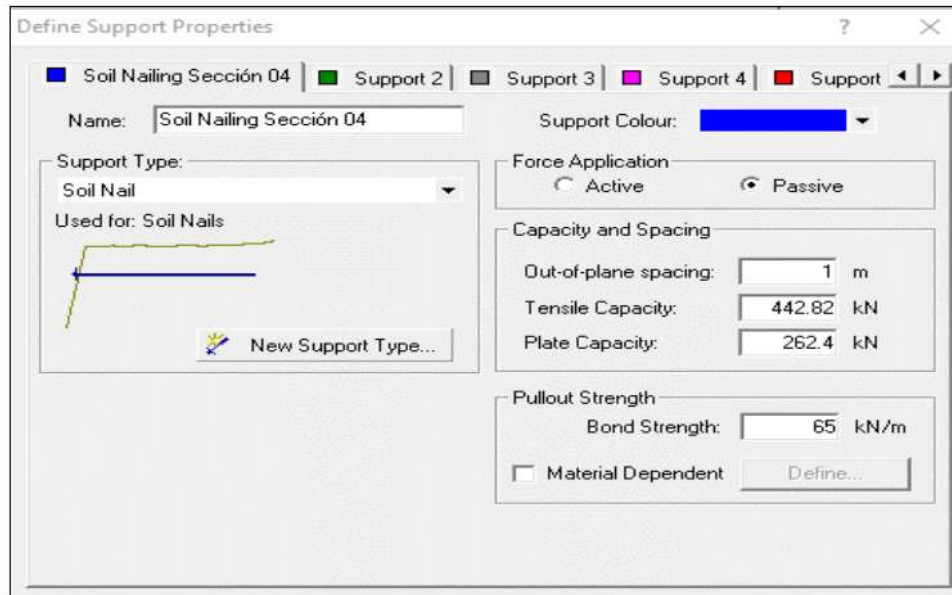 Define Support Properties ? ×
Soil Nailing Sección 04 Support 2 Support 3 Support 4 Support
Name: Soil Nailing Sección 04
Support Colour:
Support Type:
Soil Nail
Used for: Soil Nails
New Support Type...
Force Application
Active Passive
Capacity and Spacing
Out-of-plane spacing: 1 m
Tensile Capacity: 442.82 kN
Plate Capacity: 262.4 kN
Pullout Strength
Bond Strength: 65 kN/m
Material Dependent Define...